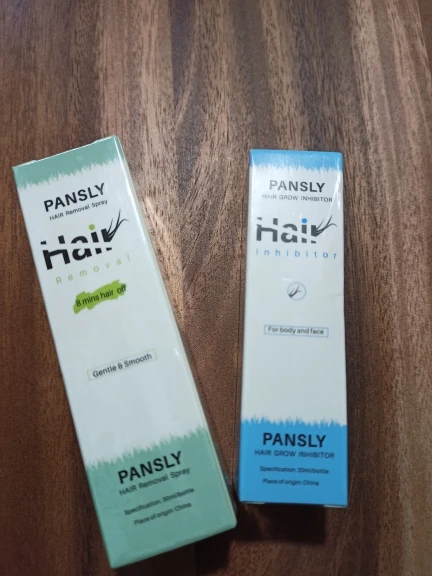 PANSLY
HAIR Removal Spray
Hair
Removal
8 mins hair off
Gentle & Smooth
PANSLY
HAIR Removal Spray
Specification: 30ml/bottle
Place of origin: China
PANSLY
HAIR GROW INHIBITOR
Hair
inhibitor
For body and face
PANSLY
HAIR GROW INHIBITOR
Specification: 30ml/bottle
Place of origin: China